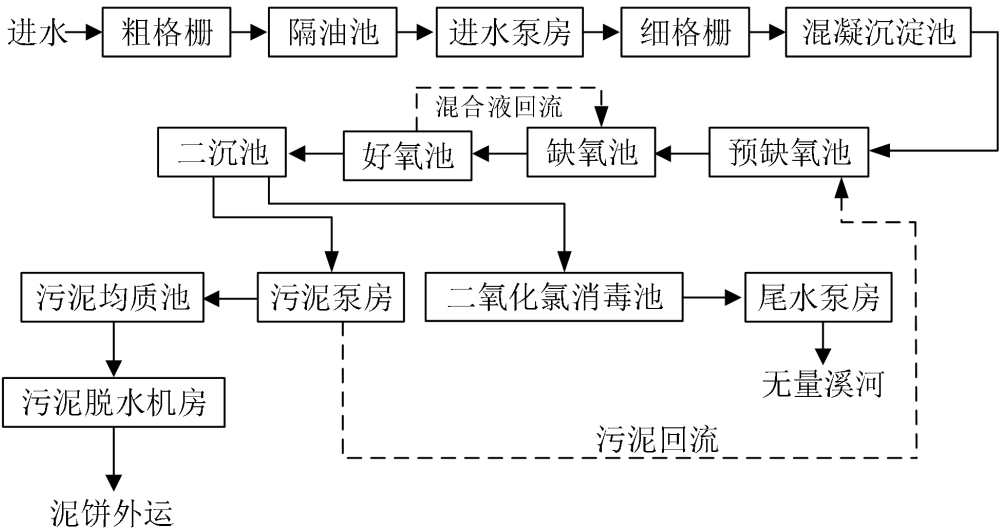 进水
粗格栅
隔油池
进水泵房
细格栅
混凝沉淀池
混合液回流
二沉池
好氧池
缺氧池
预缺氧池
污泥均质池
污泥泵房
二氧化氯消毒池
尾水泵房
污泥脱水机房
无量溪河
污泥回流
泥饼外运